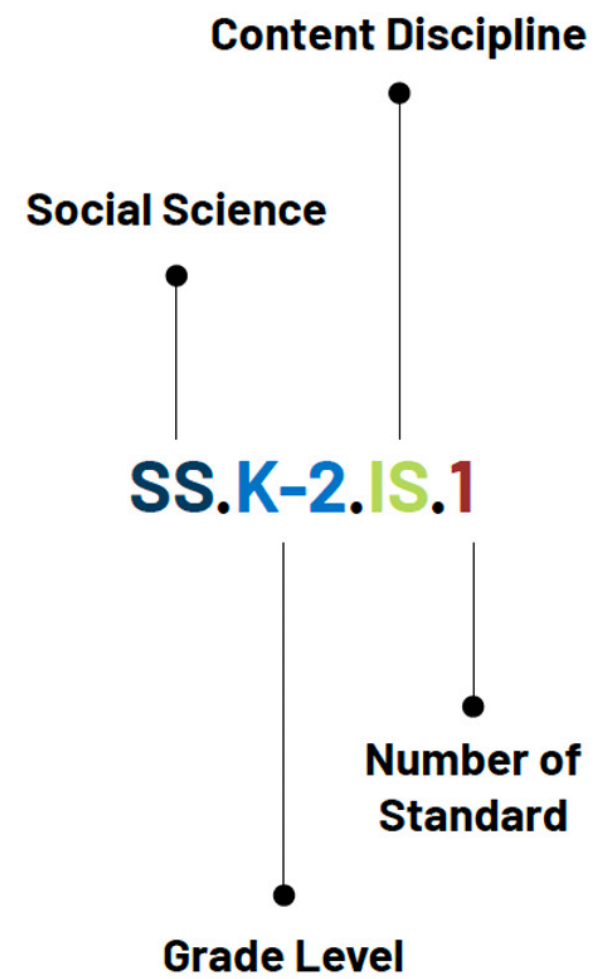 Content Discipline
Social Science
SS.K-2.IS.1
Number of
Standard
Grade Level